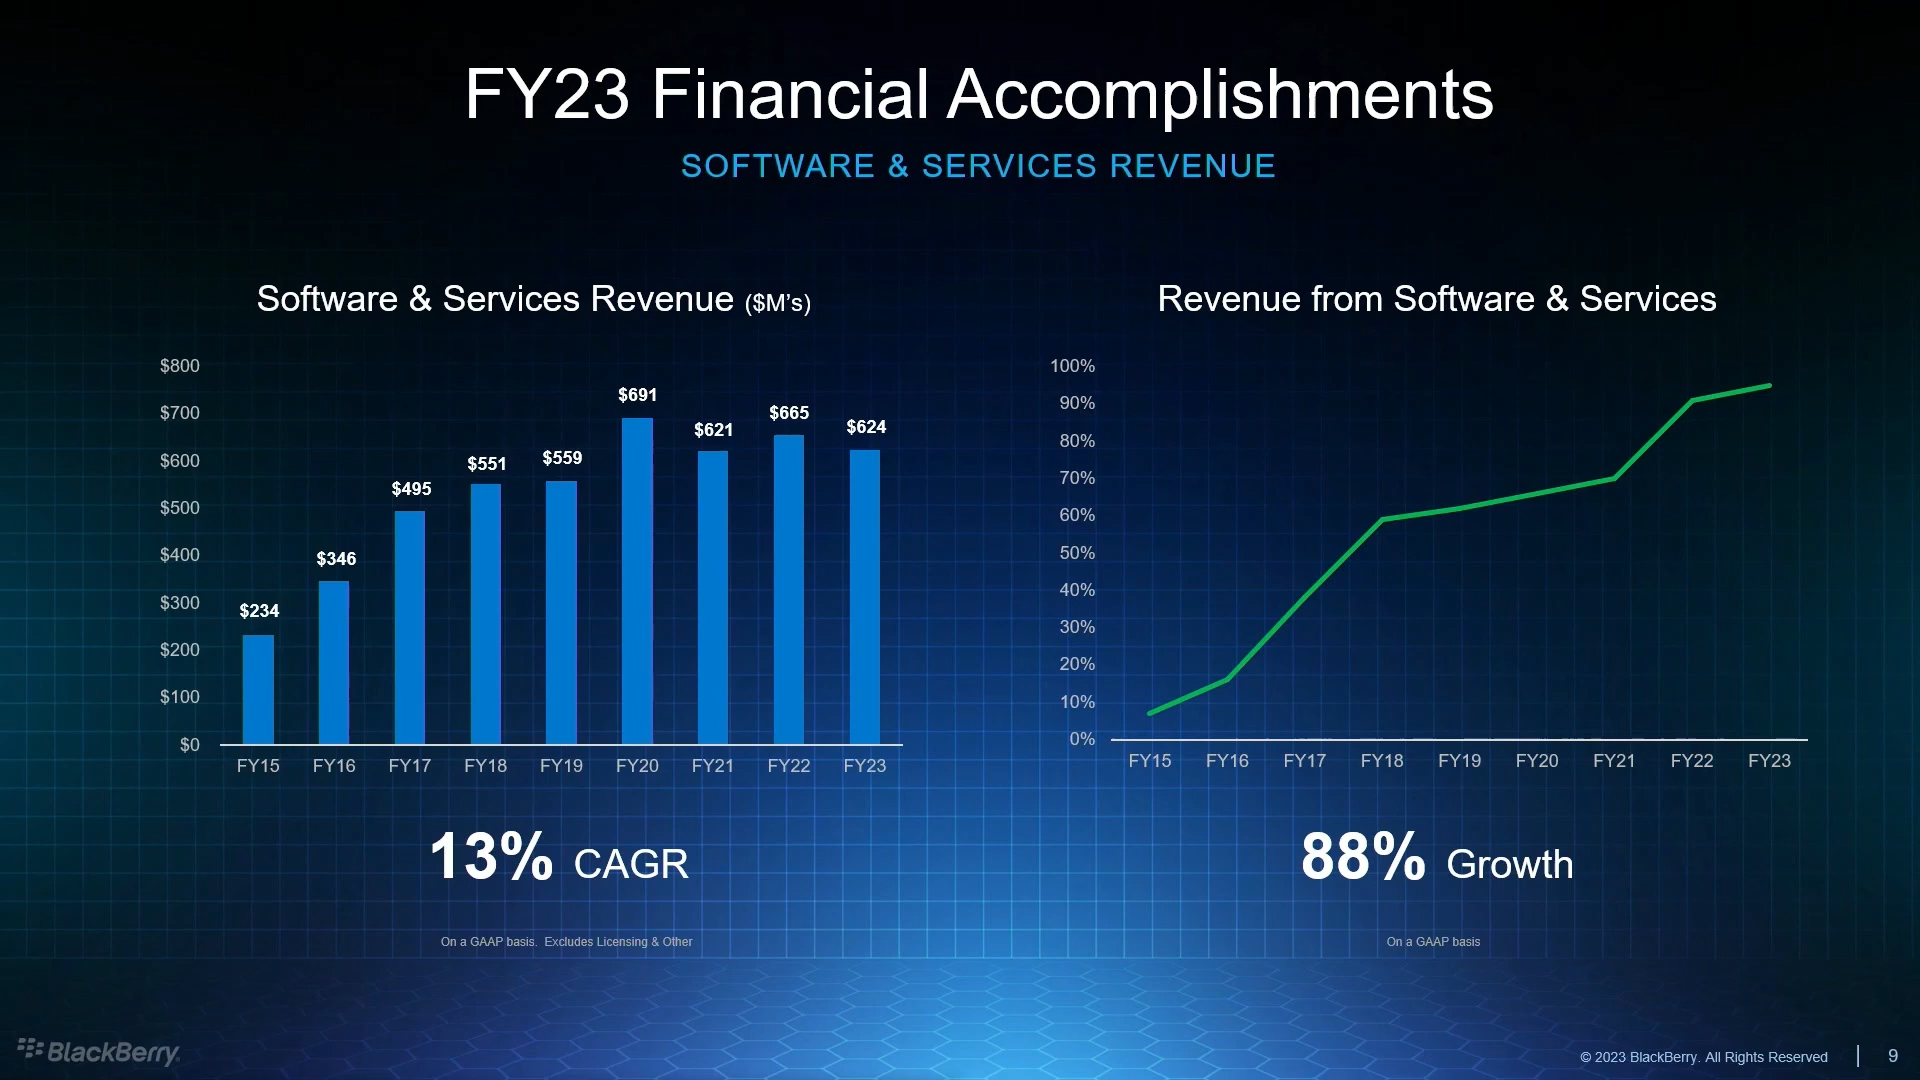 FY23 Financial Accomplishments
SOFTWARE & SERVICES REVENUE
Software & Services Revenue ($M’s)
$800
$700
$600
$500
$400
$300
$200
$100
$0
$234
$346
$495
$551
$559
$691
$621
$665
$624
FY15 FY16 FY17 FY18 FY19 FY20 FY21 FY22 FY23
13% CAGR
On a GAAP basis. Excludes Licensing & Other
Revenue from Software & Services
100%
90%
80%
70%
60%
50%
40%
30%
20%
10%
0%
FY15 FY16 FY17 FY18 FY19 FY20 FY21 FY22 FY23
88% Growth
On a GAAP basis
BlackBerry.
© 2023 BlackBerry. All Rights Reserved | 9